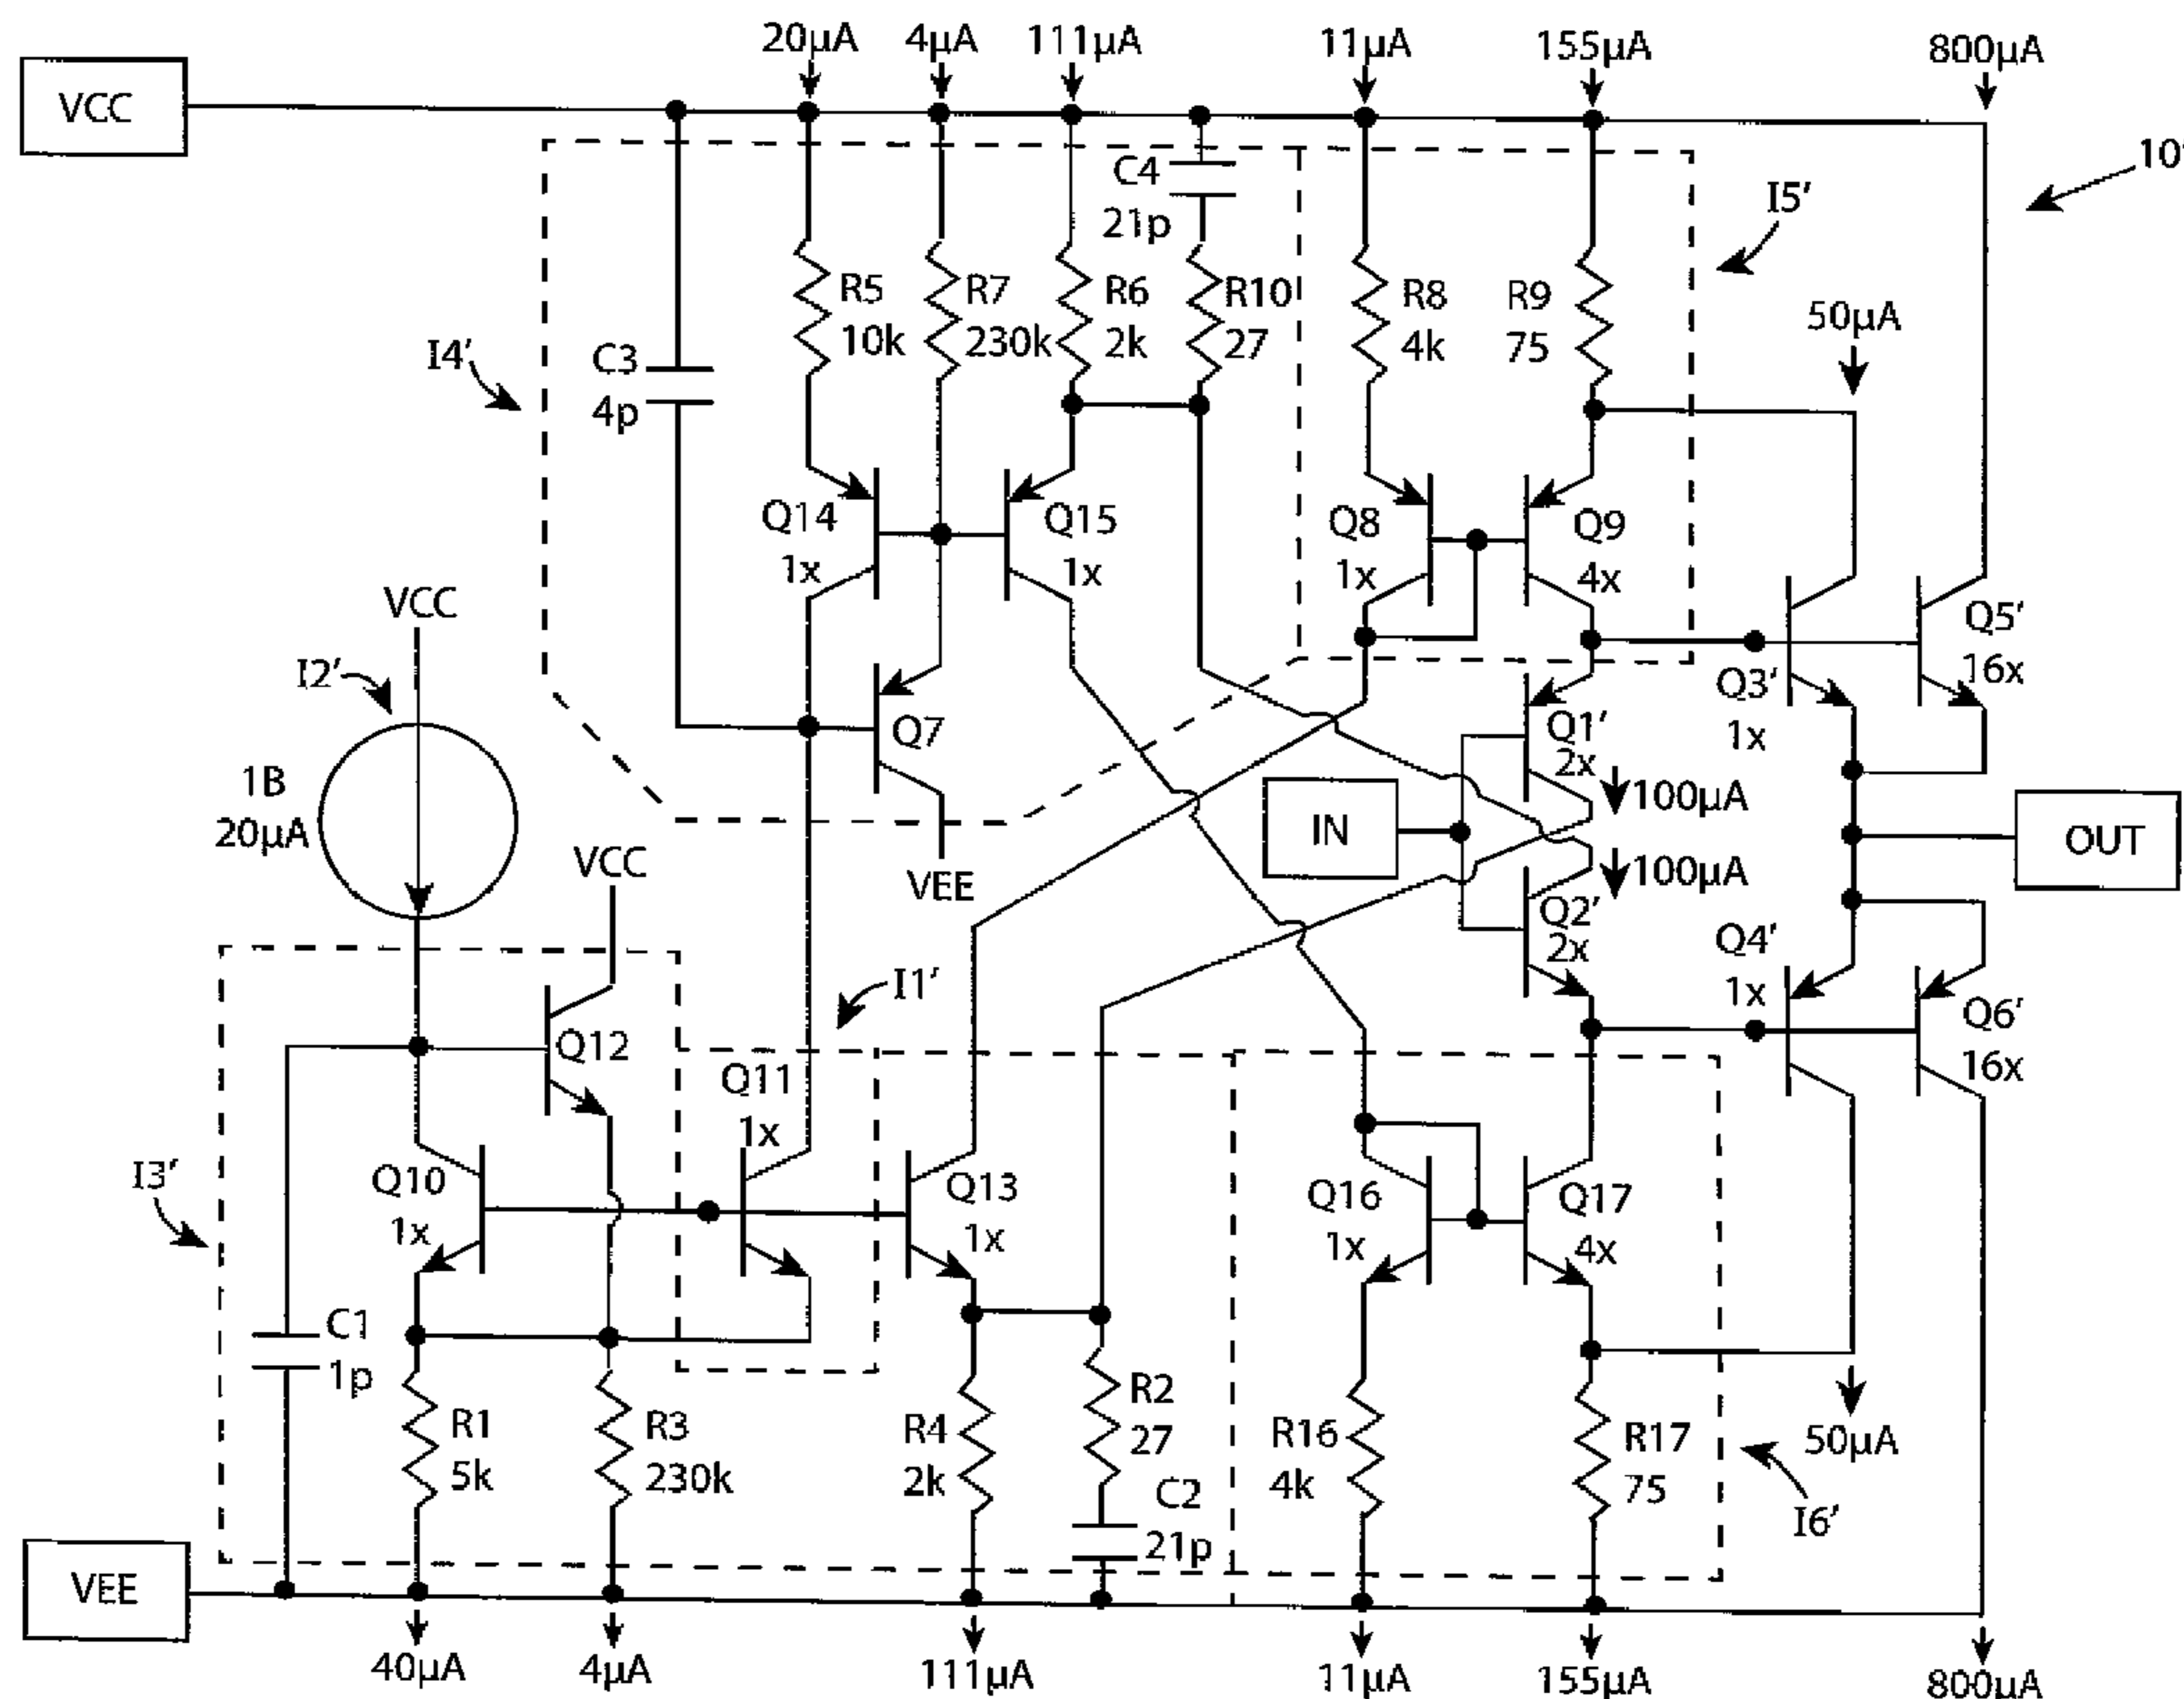 20µA
4µA
111µA
11µA
155µA
800µA
VCC
10'
C4
21p
I5'
R5
10k
R7
230k
R6
2k
R10
27
R8
4k
R9
75
50µA
I4'
C3
4p
Q14
1x
Q15
1x
Q8
1x
Q9
4x
VCC
I2'
Q7
Q3'
1x
Q5'
16x
Q1'
2x
100µA
1B
20µA
IN
OUT
VCC
VEE
100µA
Q2'
2x
Q4'
1x
Q6'
16x
I1'
Q12
Q11
1x
I3'
Q10
1x
Q13
1x
Q16
1x
Q17
4x
C1
1p
R1
5k
R3
230k
R4
2k
R2
27
C2
21p
R16
4k
R17
75
50µA
I6'
VEE
40µA
4µA
111µA
11µA
155µA
800µA